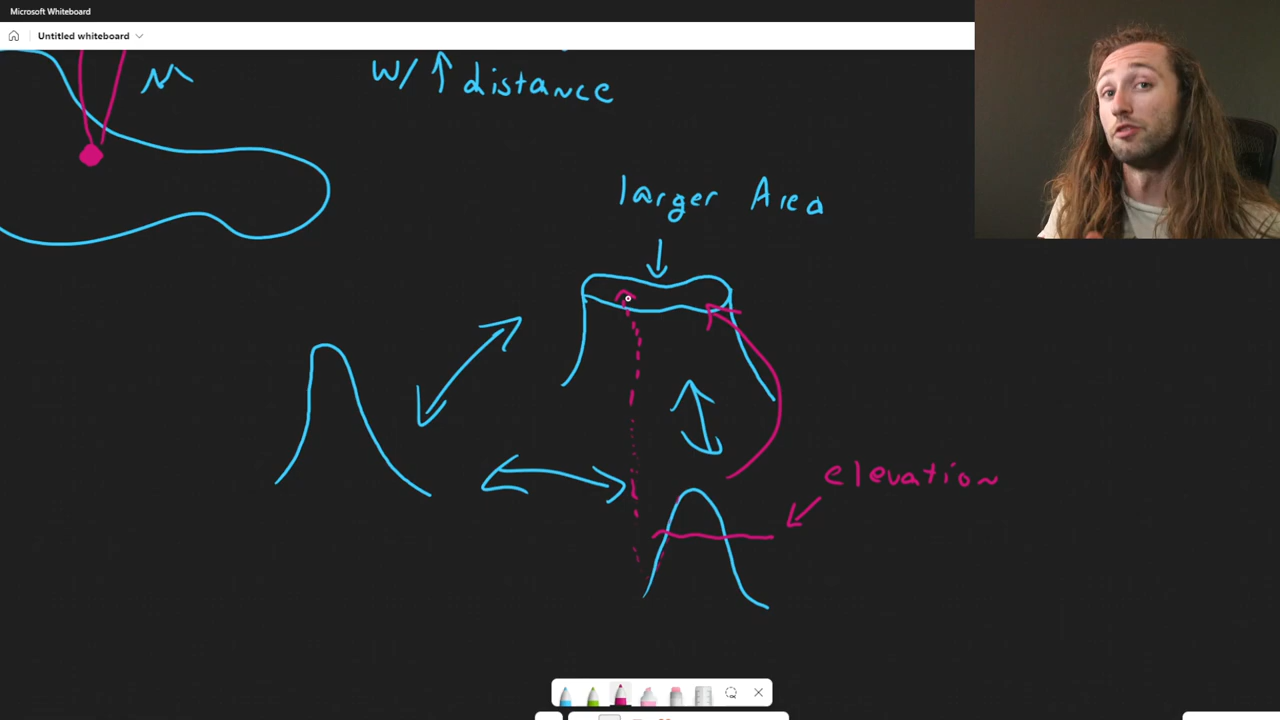 Microsoft Whiteboard
Untitled whiteboard
w/ ↑ distance
larger Area
elevation